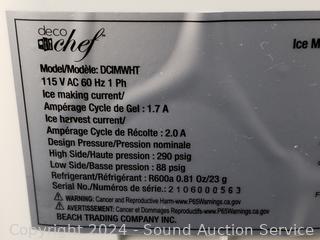 deco
chef
Ice M
Model/Modèle: DCIMWHT
115 V AC 60 Hz 1 Ph
Ice making current/
Ampérage Cycle de Gel : 1.7 A
Ice harvest current/
Ampérage Cycle de Récolte : 2.0 A
Design Pressure/Pression nominale
High Side/Haute pression : 290 psig
Low Side/Basse pression : 88 psig
Refrigerant/Réfrigérant : R600a 0.81 Oz/23 g
Serial No./Numéros de série.: 2106000563
WARNING: Cancer and Reproductive Harm- www.P65Warnings.ca.gov
AVERTISSEMENT: Cancer et Dommages Reproductifs-www.P65Warnings.ca.gov
BEACH TRADING COMPANY INC.
Copyright 2024 - Sound Auction Service